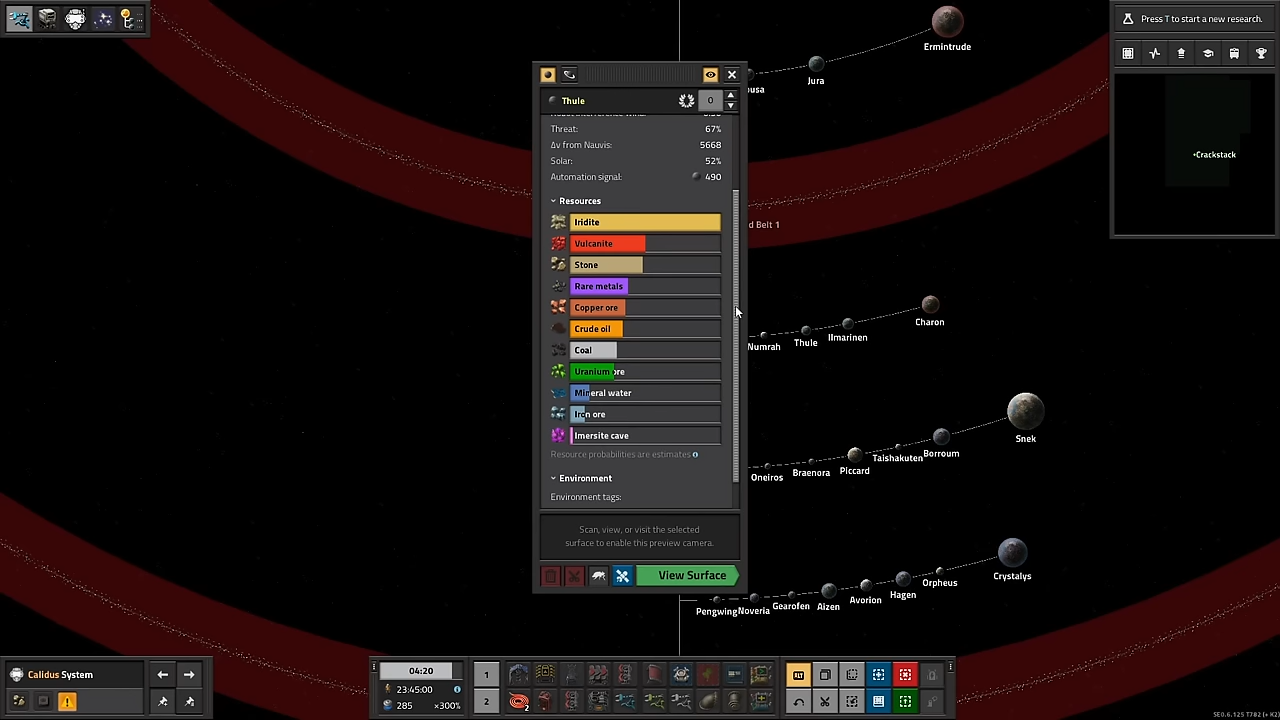 Press T to start a new research.
Ermintrude
Jura
Thule
0
Threat: 67%
Δv from Nauvis: 5668
Solar: 52%
Automation signal: 490
Resources
Iridite
Vulcanite
Stone
Rare metals
Copper ore
Crude oil
Coal
Uranium ore
Mineral water
Iron ore
Imersite cave
Resource probabilities are estimates
Environment
Environment tags:
Scan, view, or visit the selected
surface to enable this preview camera.
View Surface
Crackstack
d Belt 1
Charon
Numrah
Thule
Ilmarinen
Snek
Oneiros
Braenora
Piccard
Taishakuten
Borroum
Crystalys
Pengwing
Noveria
Gearofen
Aizen
Avorion
Hagen
Orpheus
Calidus System
04:20
23:45:00
285 ×300%
1
2
2
ALT